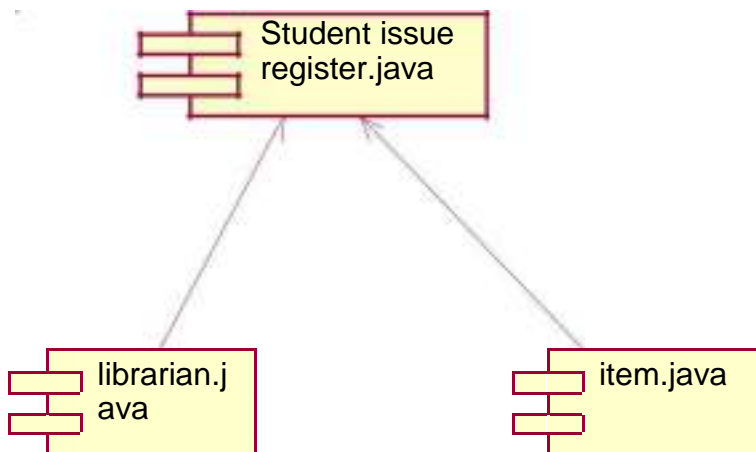 Student issue
register.java
librarian.j
ava
item.java